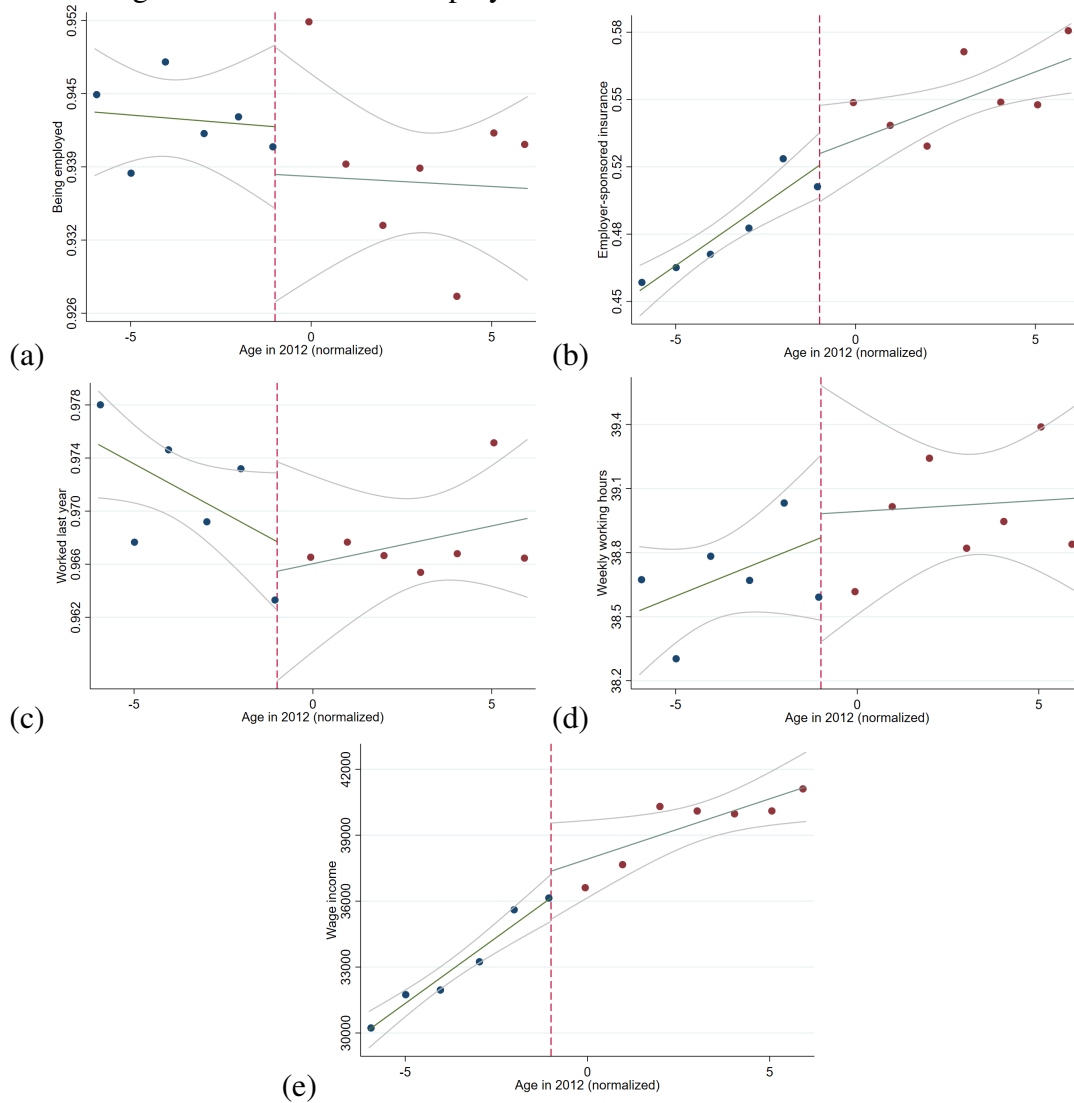 0.952
0.945
0.939
0.932
0.926
Being employed
-5
0
5
Age in 2012 (normalized)
(a)
0.58
0.55
0.52
0.48
0.45
Employer-sponsored insurance
-5
0
5
Age in 2012 (normalized)
(b)
0.978
0.974
0.970
0.966
0.962
Worked last year
-5
0
5
Age in 2012 (normalized)
(c)
39.4
39.1
38.8
38.5
38.2
Weekly working hours
-5
0
5
Age in 2012 (normalized)
(d)
42000
39000
36000
33000
30000
Wage income
-5
0
5
Age in 2012 (normalized)
(e)